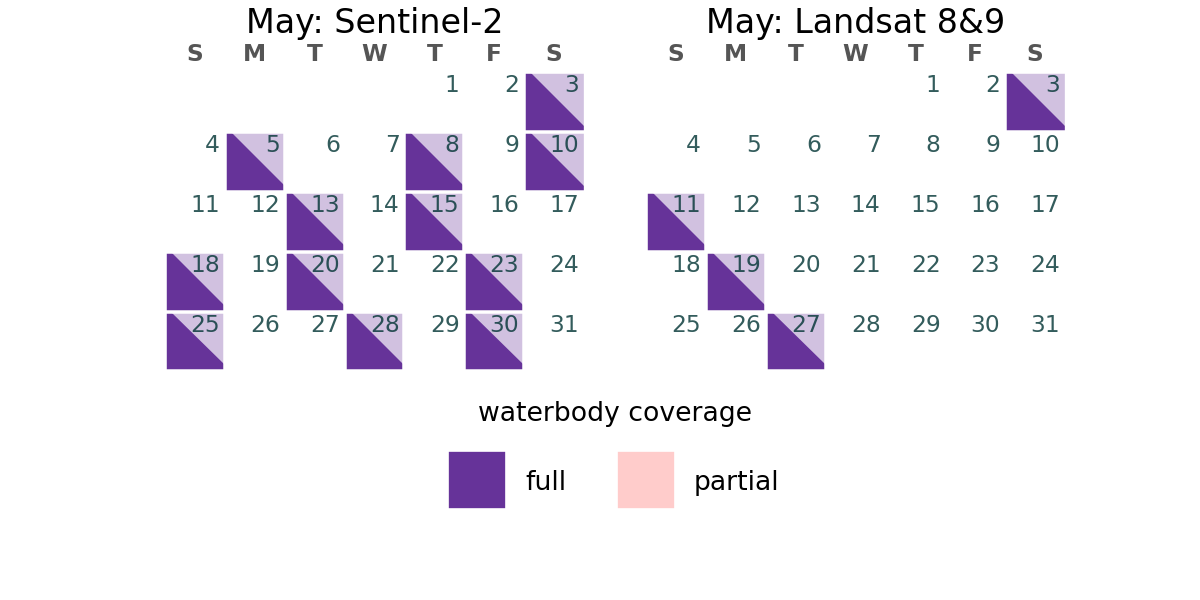 May: Sentinel-2
S M T W T F S
1 2 3
4 5 6 7 8 9 10
11 12 13 14 15 16 17
18 19 20 21 22 23 24
25 26 27 28 29 30 31
May: Landsat 8&9
S M T W T F S
1 2 3
4 5 6 7 8 9 10
11 12 13 14 15 16 17
18 19 20 21 22 23 24
25 26 27 28 29 30 31
waterbody coverage
full partial